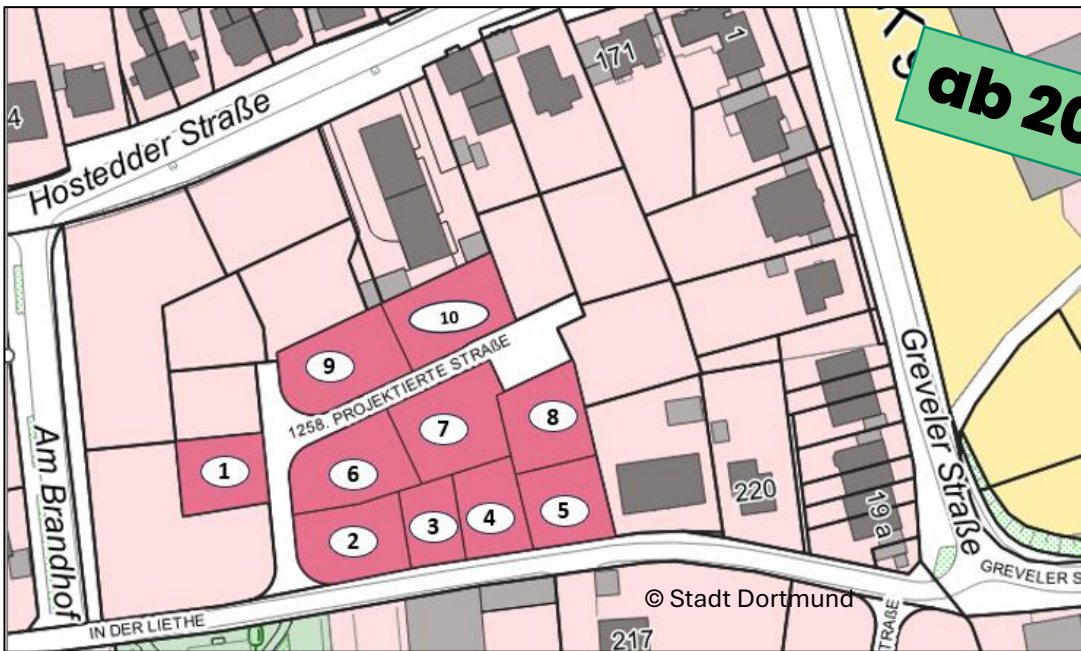 171
1
ab 20
4
Hostedder Straße
10
9
1258. PROJEKTIERTE STRAßE
7
8
6
1
Am Brandhof
Greveler Straße
2
3
4
5
220
19 a
GREVELER S
© Stadt Dortmund
IN DER LIETHE
217
TRAßE